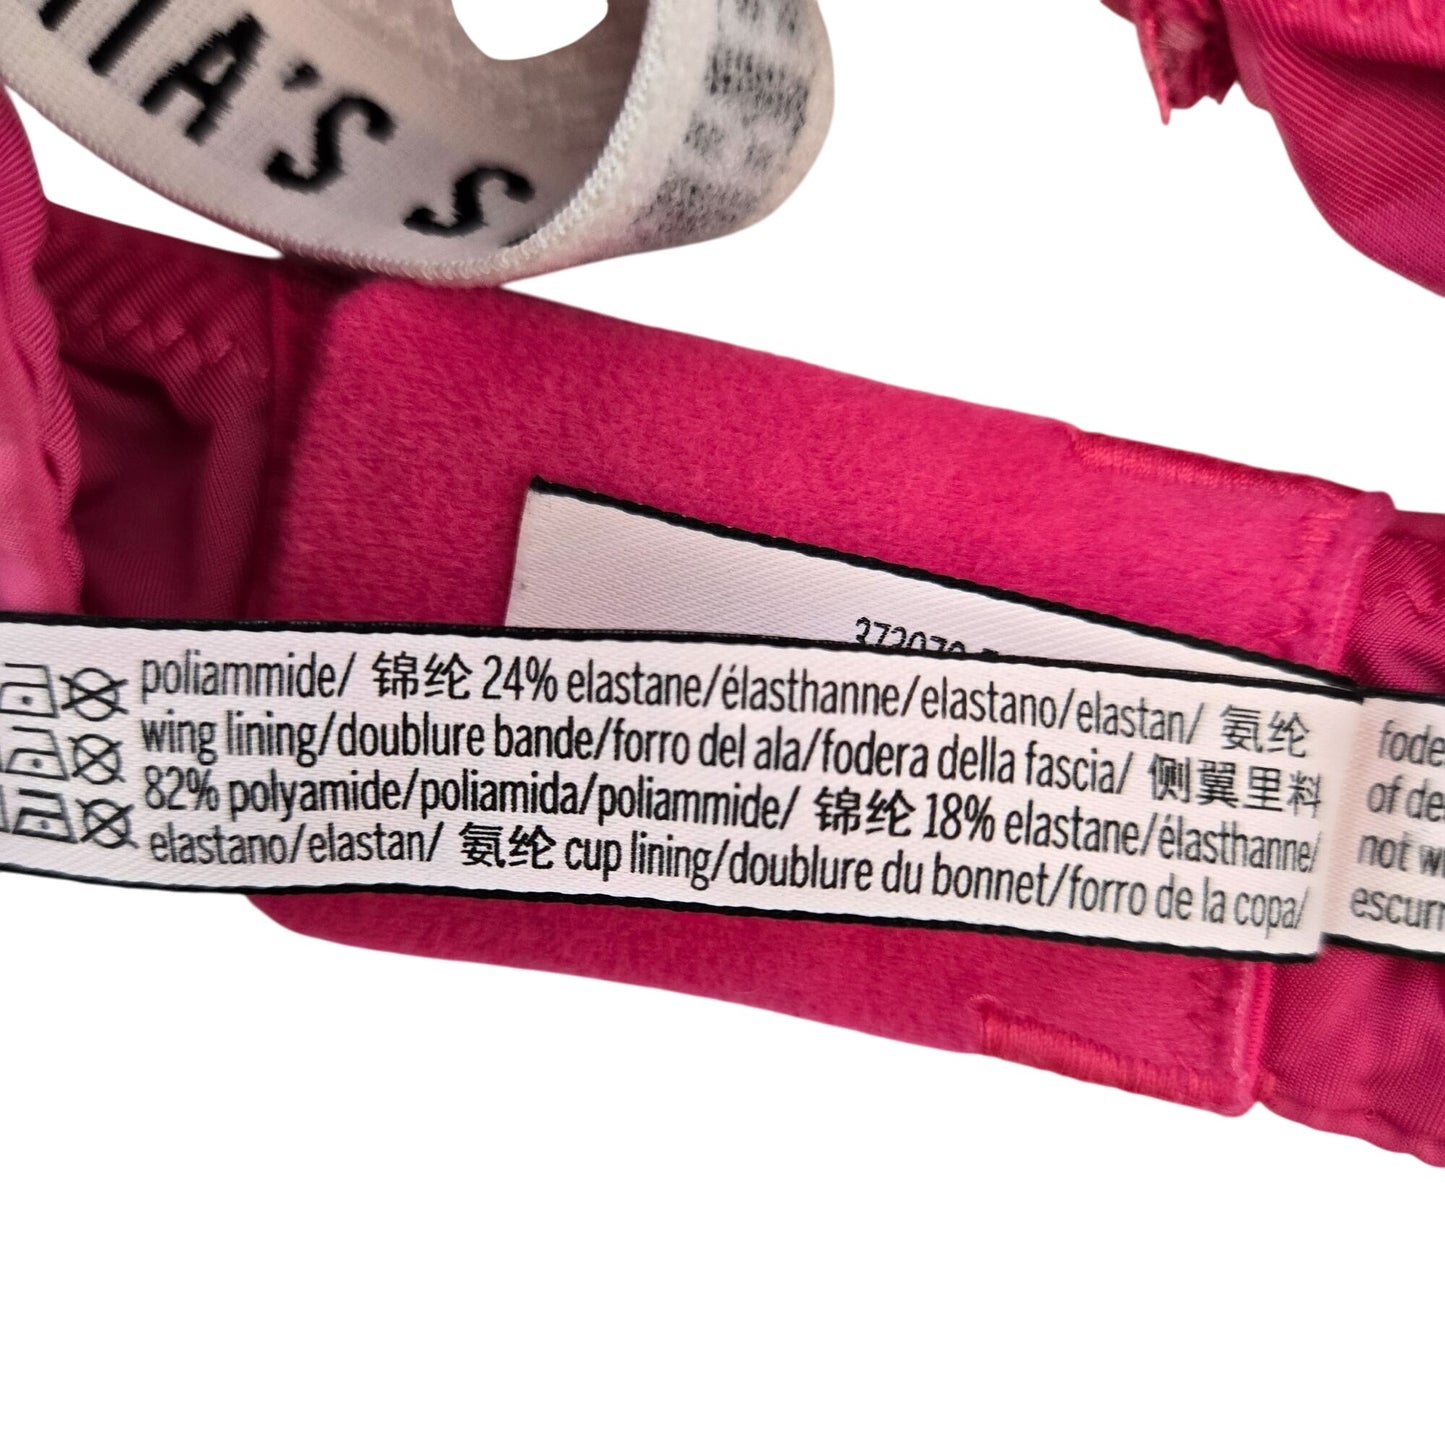 A'S S
poliammide/ 锦纶 24% elastane/élasthanne/elastano/elastan/ 氨纶
wing lining/doublure bande/forro del ala/fodera della fascia/ 侧翼里料
82% polyamide/poliamida/poliammide/ 锦纶 18% elastane/élasthanne/
elastano/elastan/ 氨纶 cup lining/doublure du bonnet/forro de la copa/
fode
of de
not w
escurr